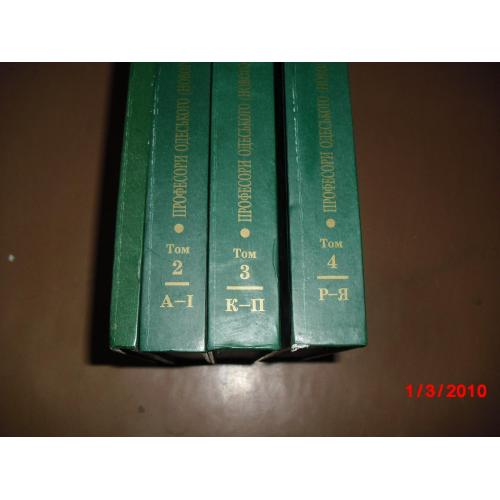 ПРОФЕСОРИ ОДЕСЬКОГО
Том
2
А–І
ПРОФЕСОРИ ОДЕСЬКОГО
Том
3
К–П
ПРОФЕСОРИ ОДЕСЬКОГО
Том
4
Р–Я
1/3/2010